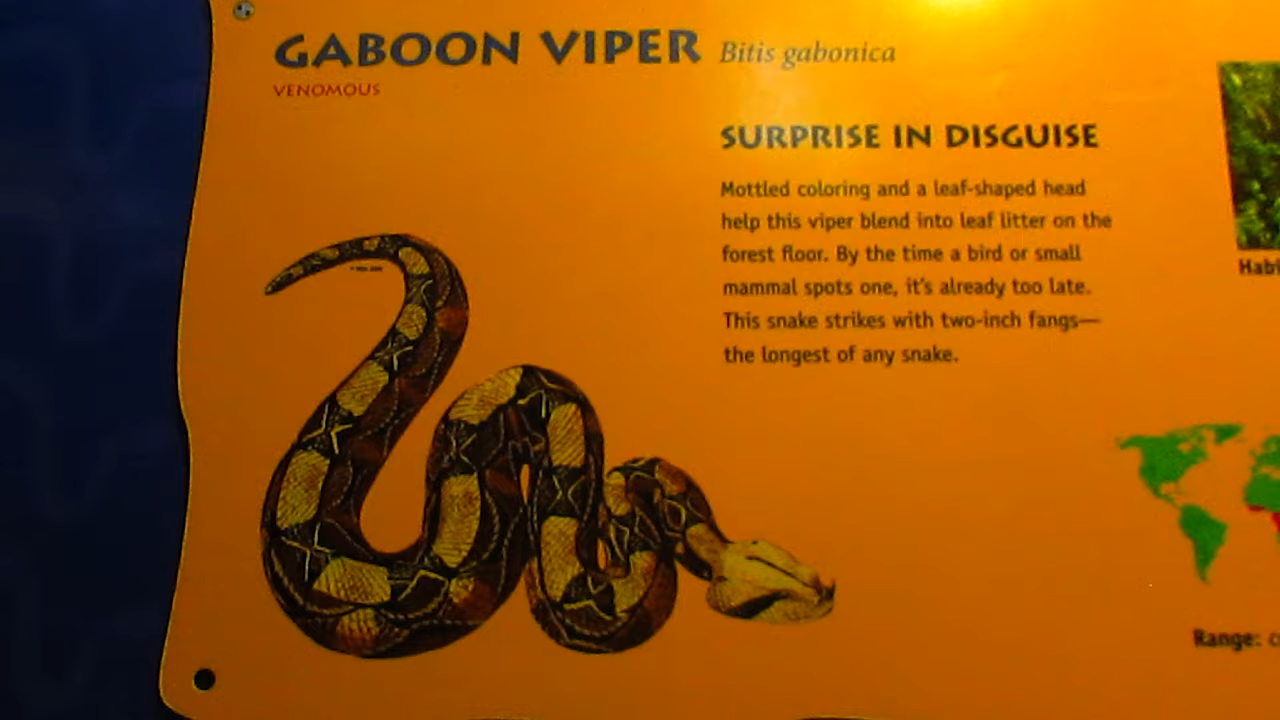 GABOON VIPER Bitis gabonica
VENOMOUS
SURPRISE IN DISGUISE
Mottled coloring and a leaf-shaped head
help this viper blend into leaf litter on the
forest floor. By the time a bird or small
mammal spots one, it's already too late.
This snake strikes with two-inch fangs—
the longest of any snake.
Range: